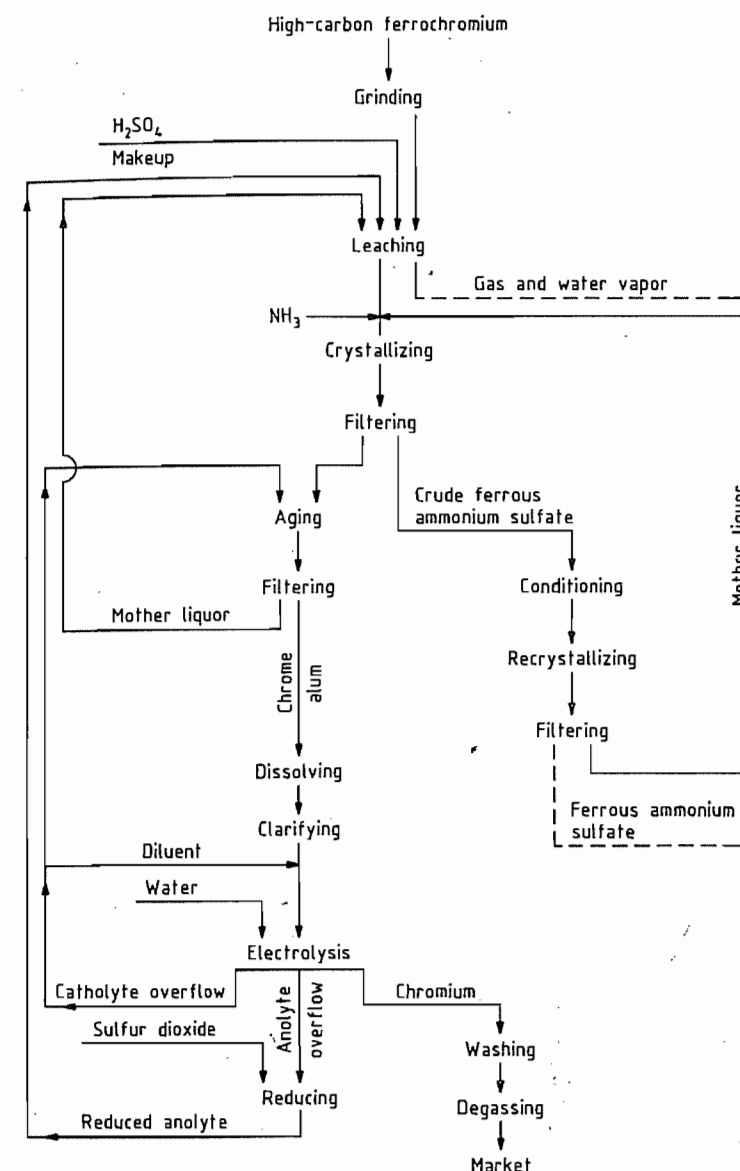 High-carbon ferrochromium
Grinding
H₂SO₄
Makeup
Leaching
Gas and water vapor
NH₃
Crystallizing
Filtering
Crude ferrous
ammonium sulfate
Aging
Mother liquor
Filtering
Conditioning
Mother liquor
Recrystallizing
Chrome
alum
Filtering
Dissolving
Ferrous ammonium
sulfate
Clarifying
Diluent
Water
Electrolysis
Catholyte overflow
Anolyte
overflow
Chromium
Sulfur dioxide
Washing
Reducing
Degassing
Reduced anolyte
Market